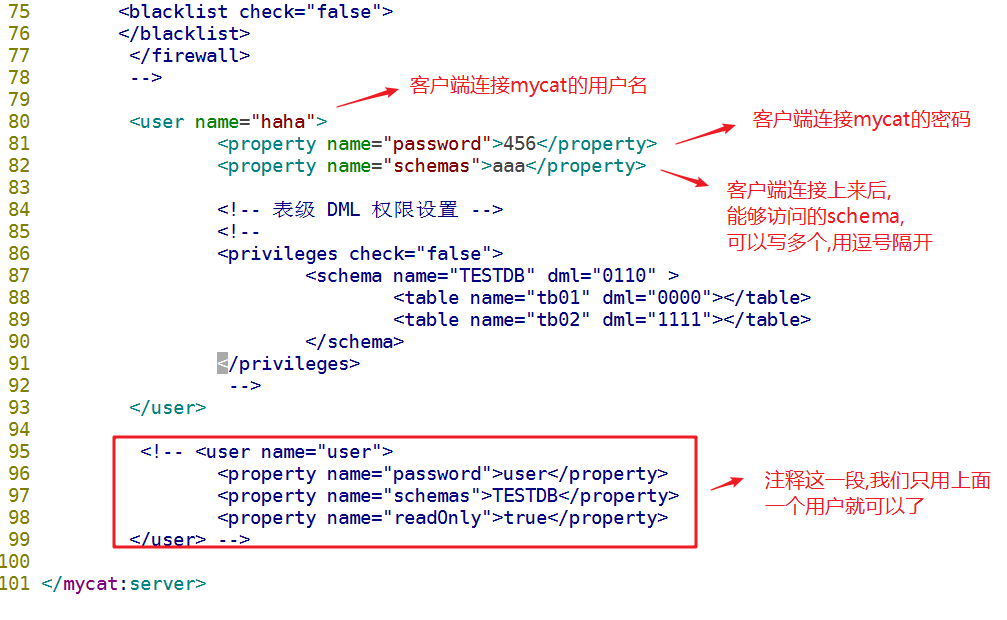 75 <blacklist check="false">
76 </blacklist>
77 </firewall>
78 -->
客户端连接mycat的用户名
79
80 <user name="haha">
客户端连接mycat的密码
81 <property name="password">456</property>
82 <property name="schemas">aaa</property>
客户端连接上来后,
能够访问的schema,
可以写多个,用逗号隔开
83
84 <!-- 表级 DML 权限设置 -->
85 <!--
86 <privileges check="false">
87 <schema name="TESTDB" dml="0110" >
88 <table name="tb01" dml="0000"></table>
89 <table name="tb02" dml="1111"></table>
90 </schema>
91 </privileges>
92 -->
93 </user>
94
95 <!-- <user name="user">
96 <property name="password">user</property>
97 <property name="schemas">TESTDB</property>
98 <property name="readOnly">true</property>
99 </user> -->
注释这一段,我们只用上面
一个用户就可以了
100
101 </mycat:server>